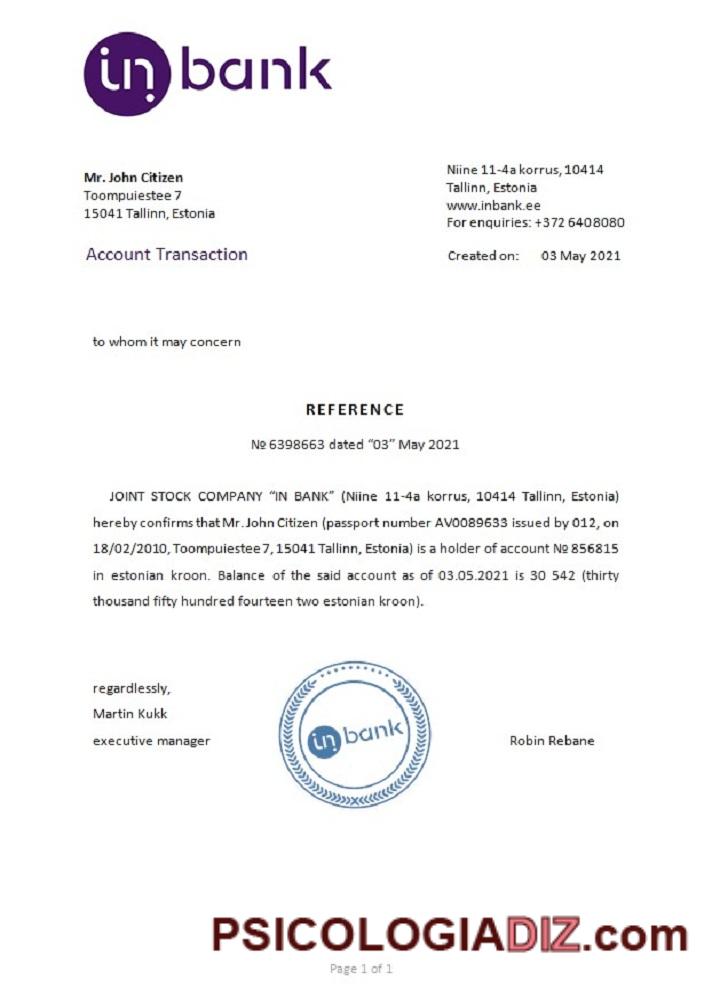 in bank
Mr. John Citizen
Toompuiestee 7
15041 Tallinn, Estonia
Niine 11-4a korrus, 10414
Tallinn, Estonia
www.inbank.ee
For enquiries: +372 6408080
Account Transaction
Created on: 03 May 2021
to whom it may concern
REFERENCE
№ 6398663 dated “03” May 2021
JOINT STOCK COMPANY “IN BANK” (Niine 11-4a korrus, 10414 Tallinn, Estonia)
hereby confirms that Mr. John Citizen (passport number AV0089633 issued by 012, on
18/02/2010, Toompuiestee 7, 15041 Tallinn, Estonia) is a holder of account № 856815
in estonian kroon. Balance of the said account as of 03.05.2021 is 30 542 (thirty
thousand fifty hundred fourteen two estonian kroon).
regardlessly,
Martin Kukk
executive manager
in bank
Robin Rebane
PSICOLOGIADIZ.com
Page 1 of 1